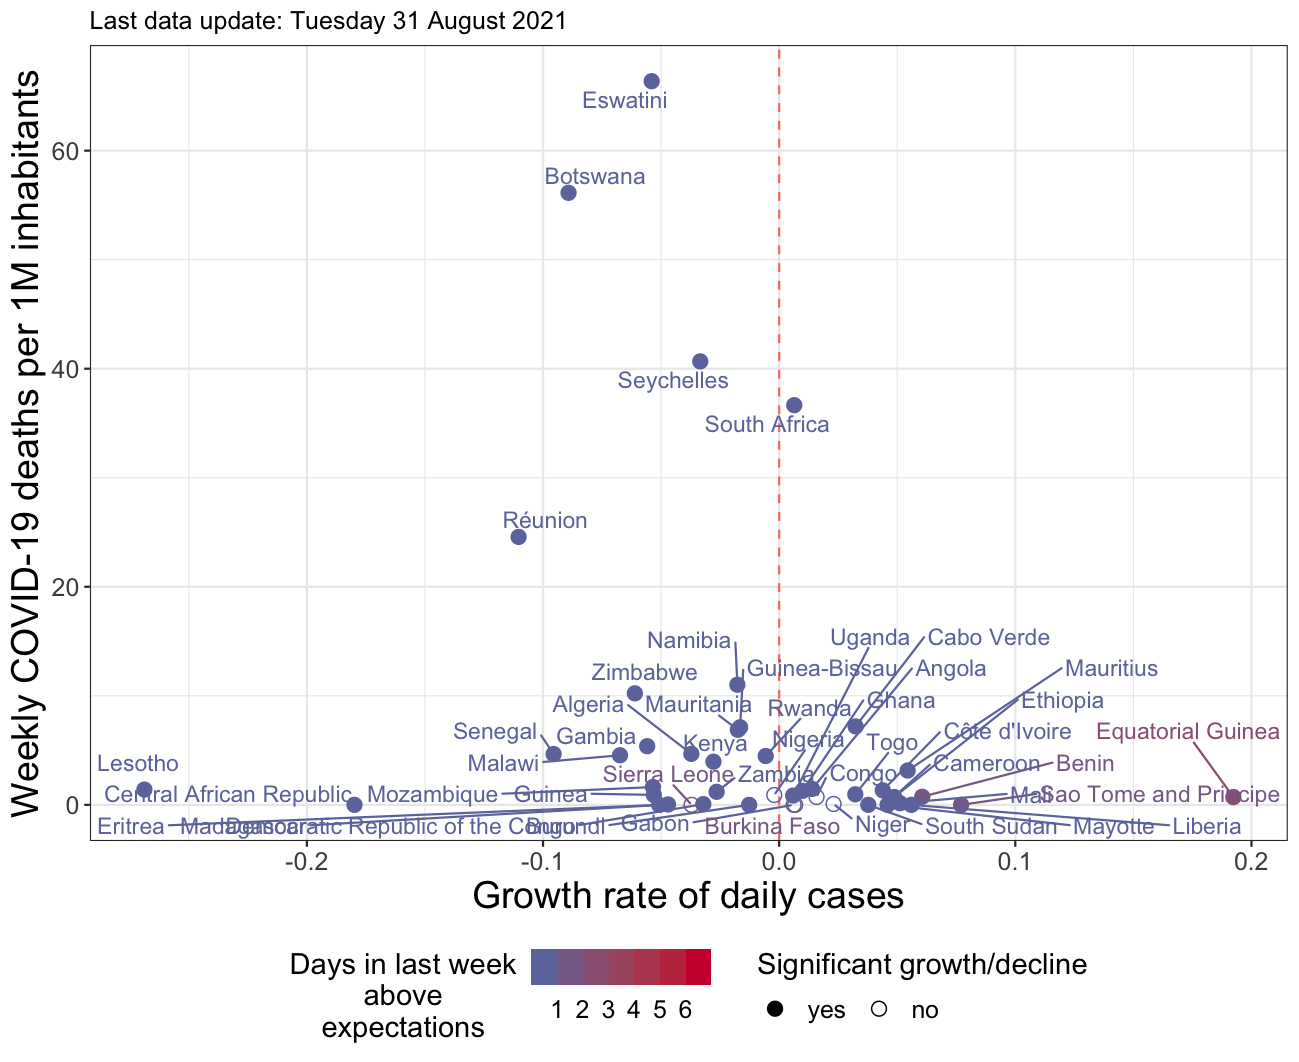 Last data update: Tuesday 31 August 2021
Weekly COVID-19 deaths per 1M inhabitants
60
40
20
0
Eswatini
Botswana
Seychelles
South Africa
Réunion
Namibia
Uganda
Cabo Verde
Zimbabwe
Guinea-Bissau
Angola
Mauritius
Algeria
Mauritania
Rwanda
Ghana
Ethiopia
Senegal
Gambia
Kenya
Nigeria
Togo
Côte d'Ivoire
Equatorial Guinea
Lesotho
Malawi
Sierra Leone
Zambia
Congo
Cameroon
Benin
Central African Republic
Mozambique
Guinea
Mali
Sao Tome and Principe
Eritrea
Madagascar
Democratic Republic of the Congo
Burundi
Gabon
Burkina Faso
Niger
South Sudan
Mayotte
Liberia
-0.2
-0.1
0.0
0.1
0.2
Growth rate of daily cases
Days in last week
above
expectations
1 2 3 4 5 6
Significant growth/decline
yes
no